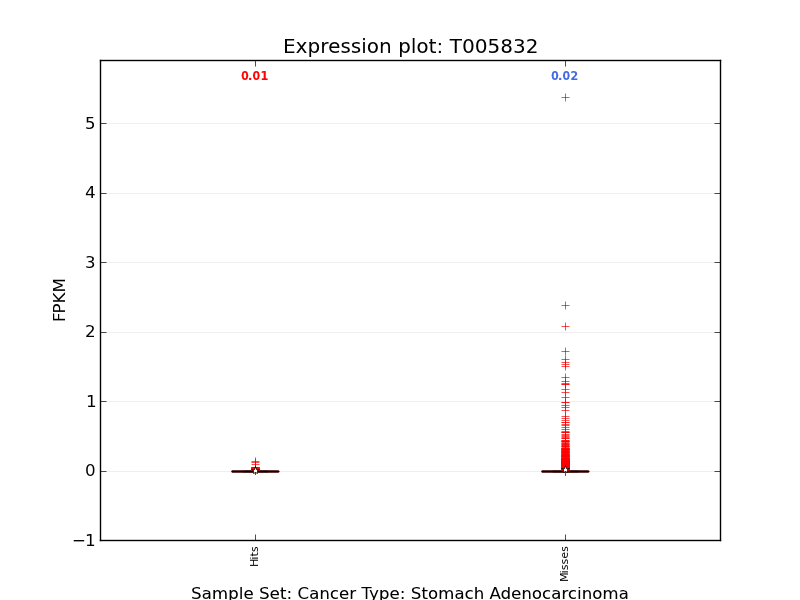 Expression plot: T005832
0.01
0.02
5
4
3
2
1
0
−1
FPKM
Hits
Misses
Sample Set: Cancer Type: Stomach Adenocarcinoma